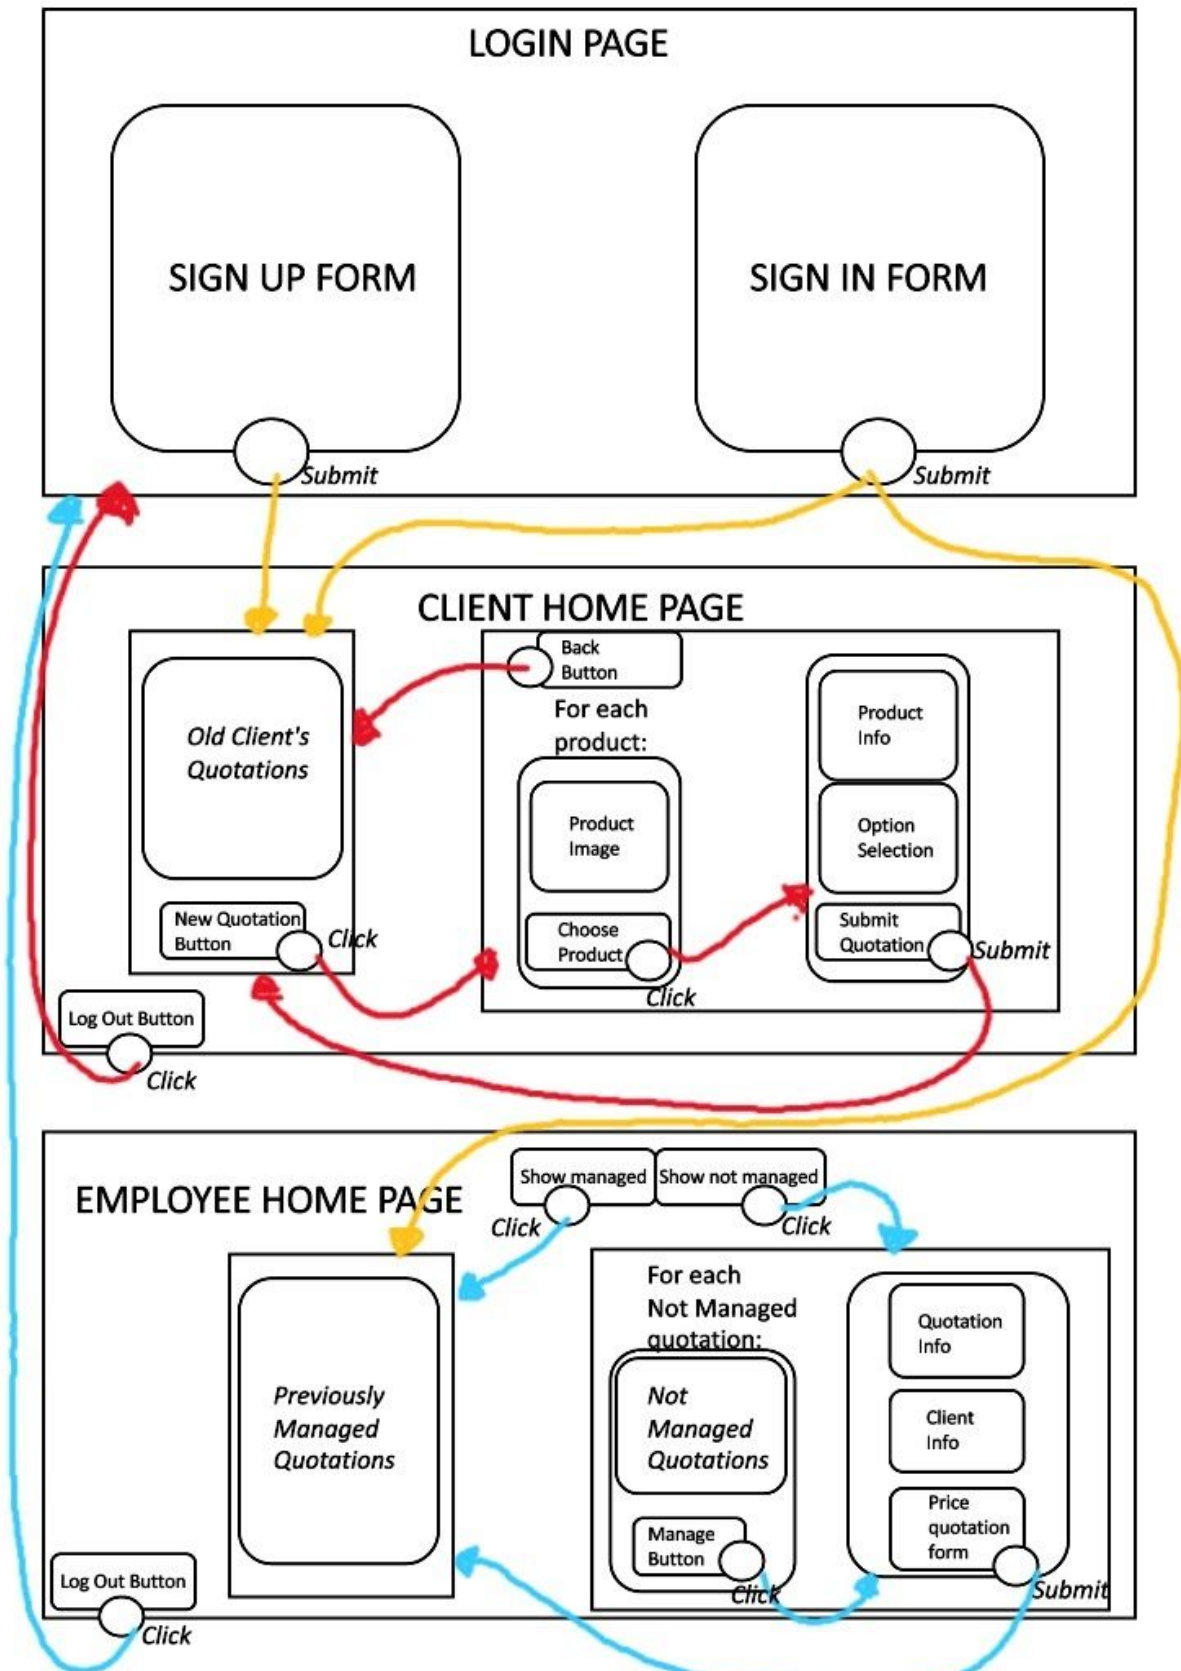 LOGIN PAGE
SIGN UP FORM
SIGN IN FORM
Submit
Submit
CLIENT HOME PAGE
Old Client's
Quotations
New Quotation
Button
Click
Log Out Button
Click
Back
Button
For each
product:
Product
Image
Choose
Product
Click
Product
Info
Option
Selection
Submit
Quotation
Submit
EMPLOYEE HOME PAGE
Show managed
Click
Show not managed
Click
Previously
Managed
Quotations
Log Out Button
Click
For each
Not Managed
quotation:
Not
Managed
Quotations
Manage
Button
Click
Quotation
Info
Client
Info
Price
quotation
form
Submit